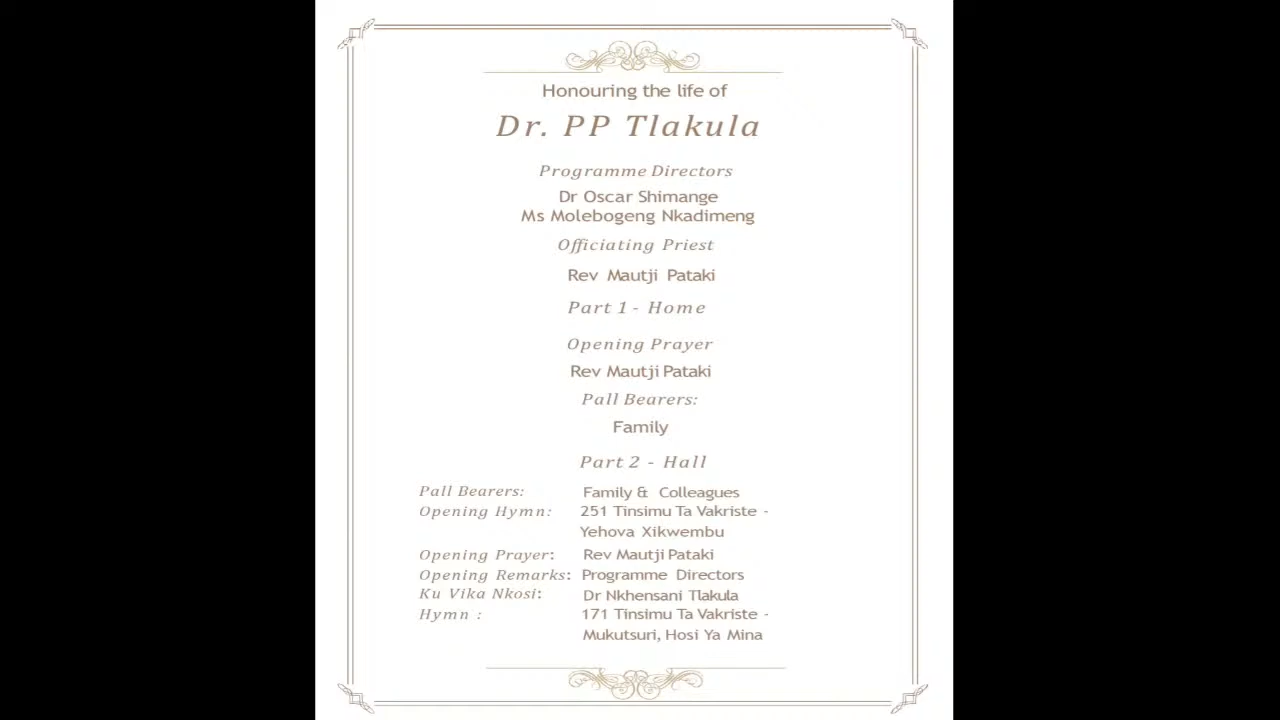 Honouring the life of
Dr. PP Tlakula
Programme Directors
Dr Oscar Shimange
Ms Molebogeng Nkadimeng
Officiating Priest
Rev Mautji Pataki
Part 1 - Home
Opening Prayer
Rev Mautji Pataki
Pall Bearers:
Family
Part 2 - Hall
Pall Bearers: Family & Colleagues
Opening Hymn: 251 Tinsimu Ta Vakriste -
Yehova Xikwembu
Opening Prayer: Rev Mautji Pataki
Opening Remarks: Programme Directors
Ku Vika Nkosi: Dr Nkhensani Tlakula
Hymn : 171 Tinsimu Ta Vakriste -
Mukutsuri, Hosi Ya Mina